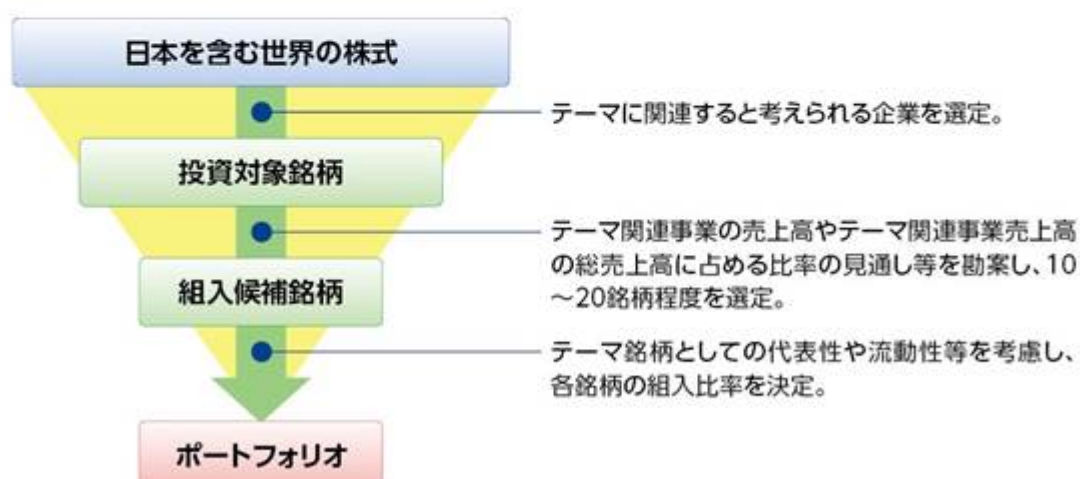 日本を含む世界の株式
テーマに関連すると考えられる企業を選定。
投資対象銘柄
テーマ関連事業の売上高やテーマ関連事業売上高
の総売上高に占める比率の見通し等を勘案し、10
～20銘柄程度を選定。
組入候補銘柄
テーマ銘柄としての代表性や流動性等を考慮し、
各銘柄の組入比率を決定。
ポートフォリオ